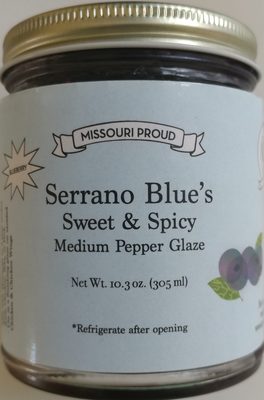 MISSOURI PROUD
BLUEBERRY
Serrano Blue's
Sweet & Spicy
Medium Pepper Glaze
Net Wt. 10.3 oz. (305 ml)
*Refrigerate after opening